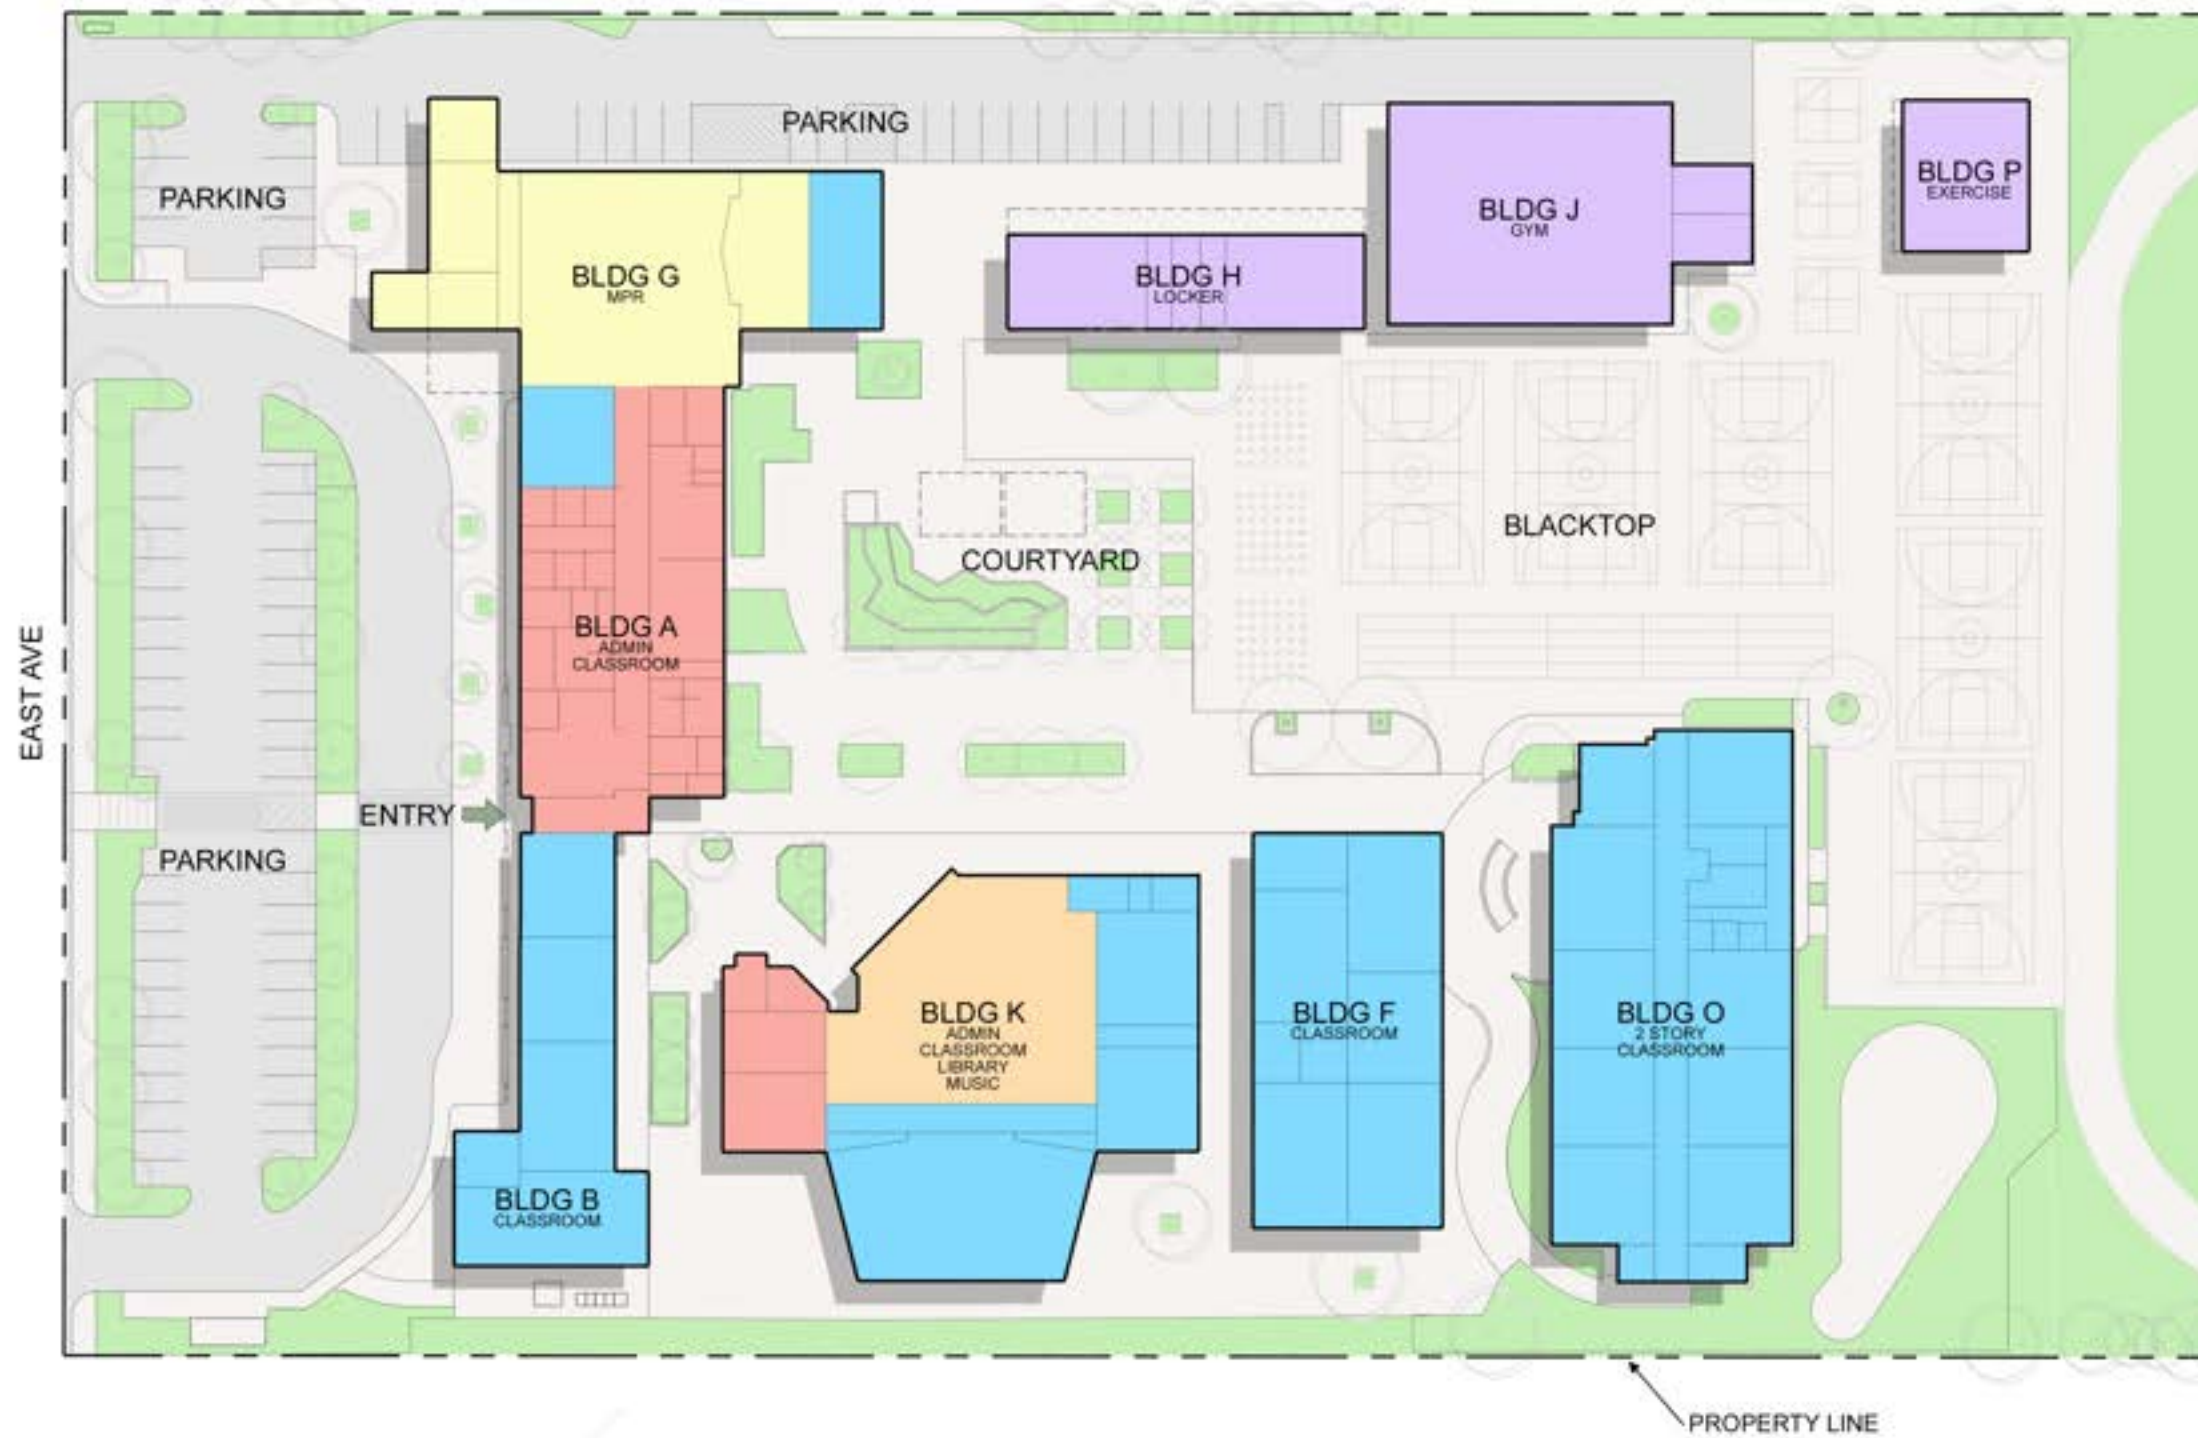 PARKING
PARKING
BLDG G
MPR
BLDG H
LOCKER
BLDG J
GYM
BLDG P
EXERCISE
BLDG A
ADMIN
CLASSROOM
COURTYARD
BLACKTOP
EAST AVE
ENTRY
PARKING
BLDG B
CLASSROOM
BLDG K
ADMIN
CLASSROOM
LIBRARY
MUSIC
BLDG F
CLASSROOM
BLDG O
2 STORY
CLASSROOM
PROPERTY LINE